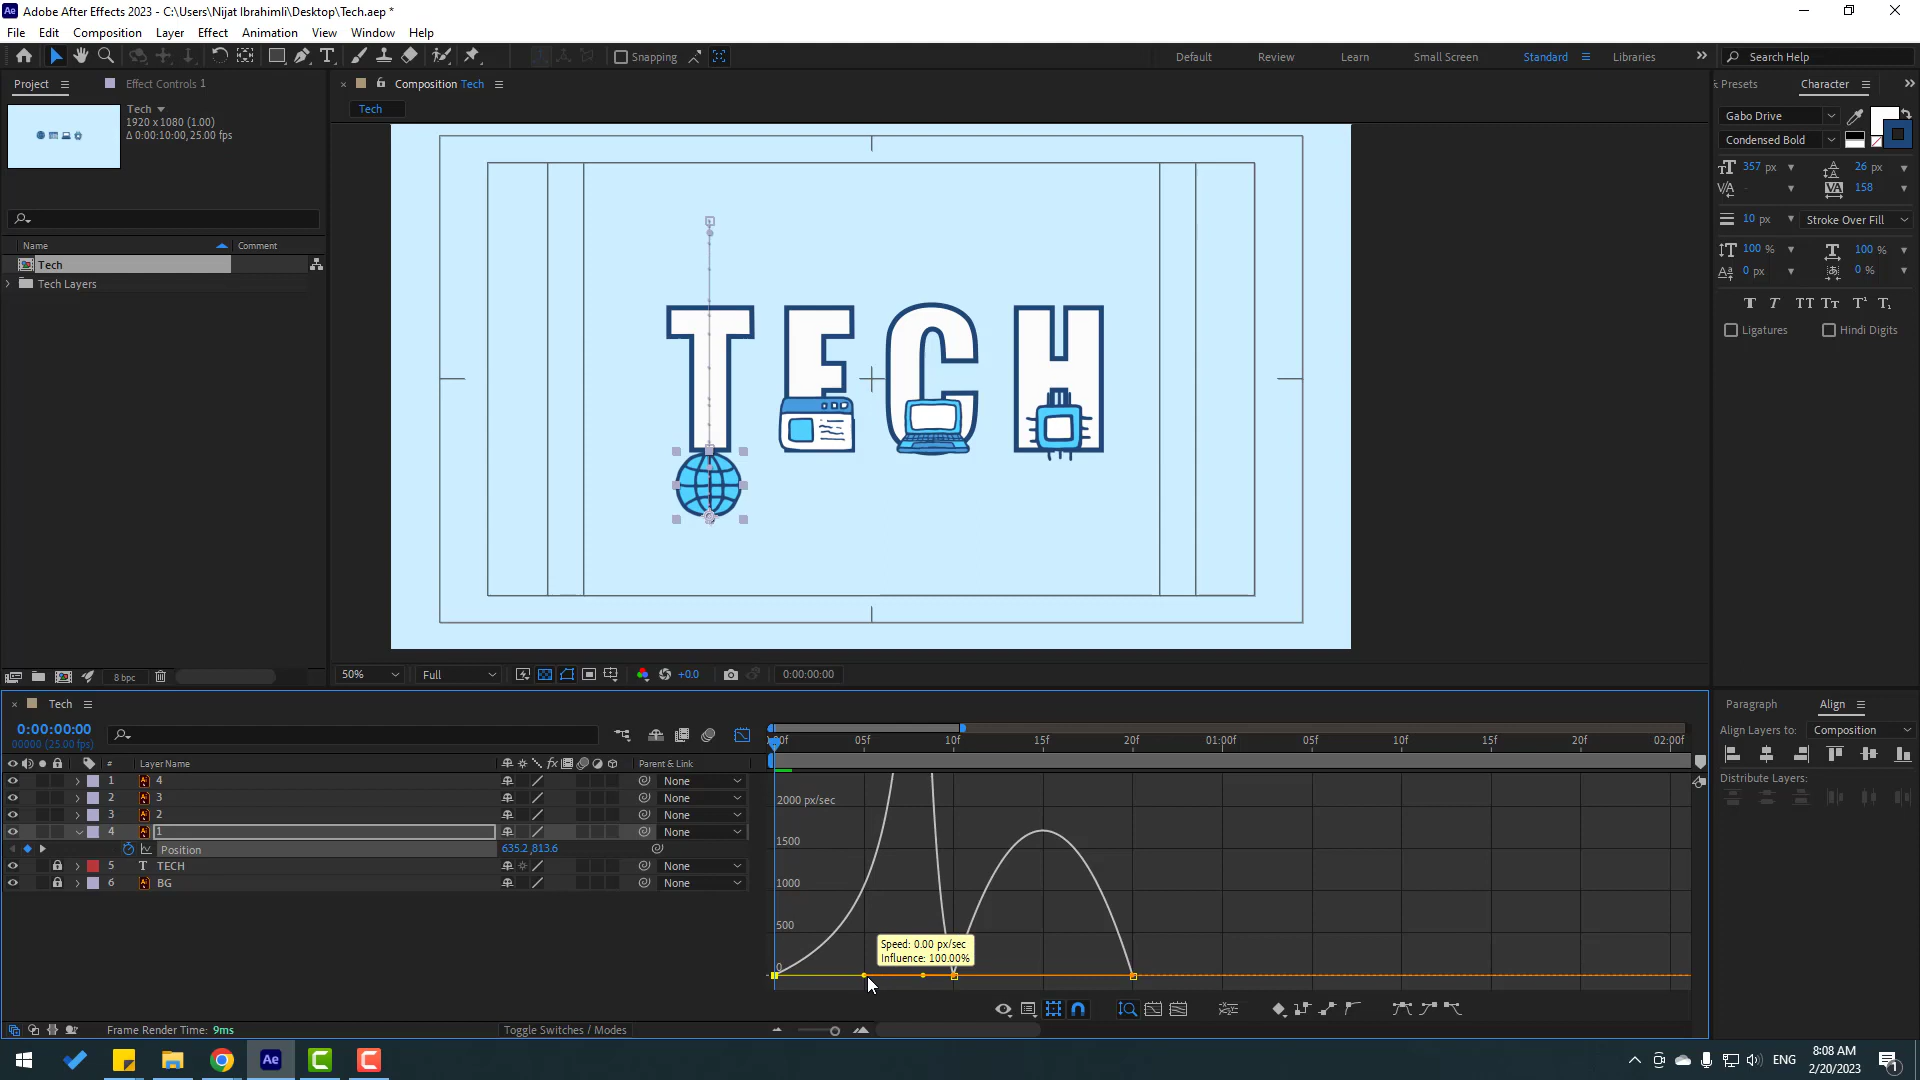 Adobe After Effects 2023 - C:\Users\Nijat Ibrahimli\Desktop\Tech.aep *
File Edit Composition Layer Effect Animation View Window Help
Snapping
Default Review Learn Small Screen Standard Libraries
Search Help
Project
Effect Controls 1
Composition Tech
Presets
Character
Tech
1920 x 1080 (1.00)
Δ 0:00:10:00, 25.00 fps
Tech
Gabo Drive
Condensed Bold
357 px
26 px
158
10 px
Stroke Over Fill
100 %
100 %
0 px
0 %
Ligatures
Hindi Digits
Name
Comment
Tech
Tech Layers
TECH
8 bpc
50%
Full
+0.0
0:00:00:00
Tech
0:00:00:00
00000 (25.00 fps)
05f 10f 15f 20f 01:00f 05f 10f 15f 20f 02:00f
# Layer Name
Parent & Link
1 4 None
2 3 None
3 2 None
4 1 None
Position 635.2,813.6
5 T TECH None
6 BG None
2000 px/sec
1500
1000
500
0
Speed: 0.00 px/sec
Influence: 100.00%
Frame Render Time: 9ms
Toggle Switches / Modes
Paragraph
Align
Align Layers to: Composition
Distribute Layers:
ENG
8:08 AM
2/20/2023
1